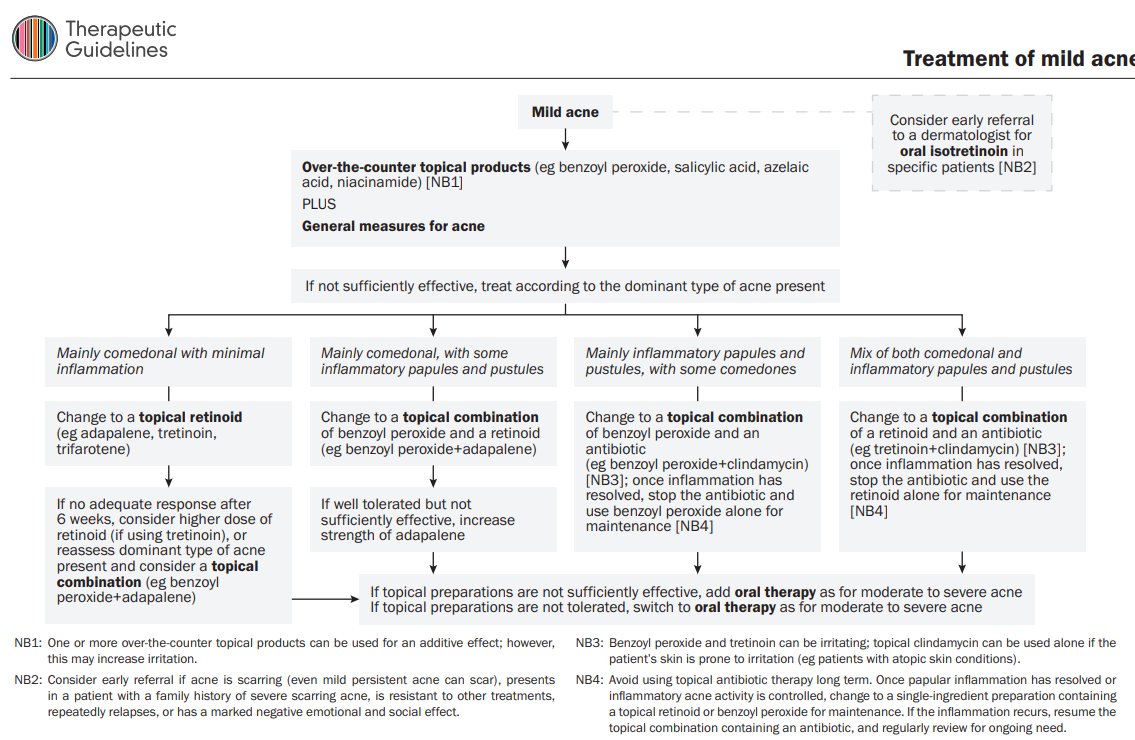 Therapeutic
Guidelines
Treatment of mild acne
Mild acne
Consider early referral
to a dermatologist for
oral isotretinoin in
specific patients [NB2]
Over-the-counter topical products (eg benzoyl peroxide, salicylic acid, azelaic
acid, niacinamide) [NB1]
PLUS
General measures for acne
If not sufficiently effective, treat according to the dominant type of acne present
Mainly comedonal with minimal
inflammation
Change to a topical retinoid
(eg adapalene, tretinoin,
trifarotene)
If no adequate response after
6 weeks, consider higher dose of
retinoid (if using tretinoin), or
reassess dominant type of acne
present and consider a topical
combination (eg benzoyl
peroxide+adapalene)
Mainly comedonal, with some
inflammatory papules and pustules
Change to a topical combination
of benzoyl peroxide and a retinoid
(eg benzoyl peroxide+adapalene)
If well tolerated but not
sufficiently effective, increase
strength of adapalene
Mainly inflammatory papules and
pustules, with some comedones
Change to a topical combination
of benzoyl peroxide and an
antibiotic
(eg benzoyl peroxide+clindamycin)
[NB3]; once inflammation has
resolved, stop the antibiotic and
use benzoyl peroxide alone for
maintenance [NB4]
Mix of both comedonal and
inflammatory papules and pustules
Change to a topical combination
of a retinoid and an antibiotic
(eg tretinoin+clindamycin) [NB3];
once inflammation has resolved,
stop the antibiotic and use the
retinoid alone for maintenance
[NB4]
If topical preparations are not sufficiently effective, add oral therapy as for moderate to severe acne
If topical preparations are not tolerated, switch to oral therapy as for moderate to severe acne
NB1: One or more over-the-counter topical products can be used for an additive effect; however,
this may increase irritation.
NB2: Consider early referral if acne is scarring (even mild persistent acne can scar), presents
in a patient with a family history of severe scarring acne, is resistant to other treatments,
repeatedly relapses, or has a marked negative emotional and social effect.
NB3: Benzoyl peroxide and tretinoin can be irritating; topical clindamycin can be used alone if the
patient's skin is prone to irritation (eg patients with atopic skin conditions).
NB4: Avoid using topical antibiotic therapy long term. Once papular inflammation has resolved or
inflammatory acne activity is controlled, change to a single-ingredient preparation containing
a topical retinoid or benzoyl peroxide for maintenance. If the inflammation recurs, resume the
topical combination containing an antibiotic, and regularly review for ongoing need.